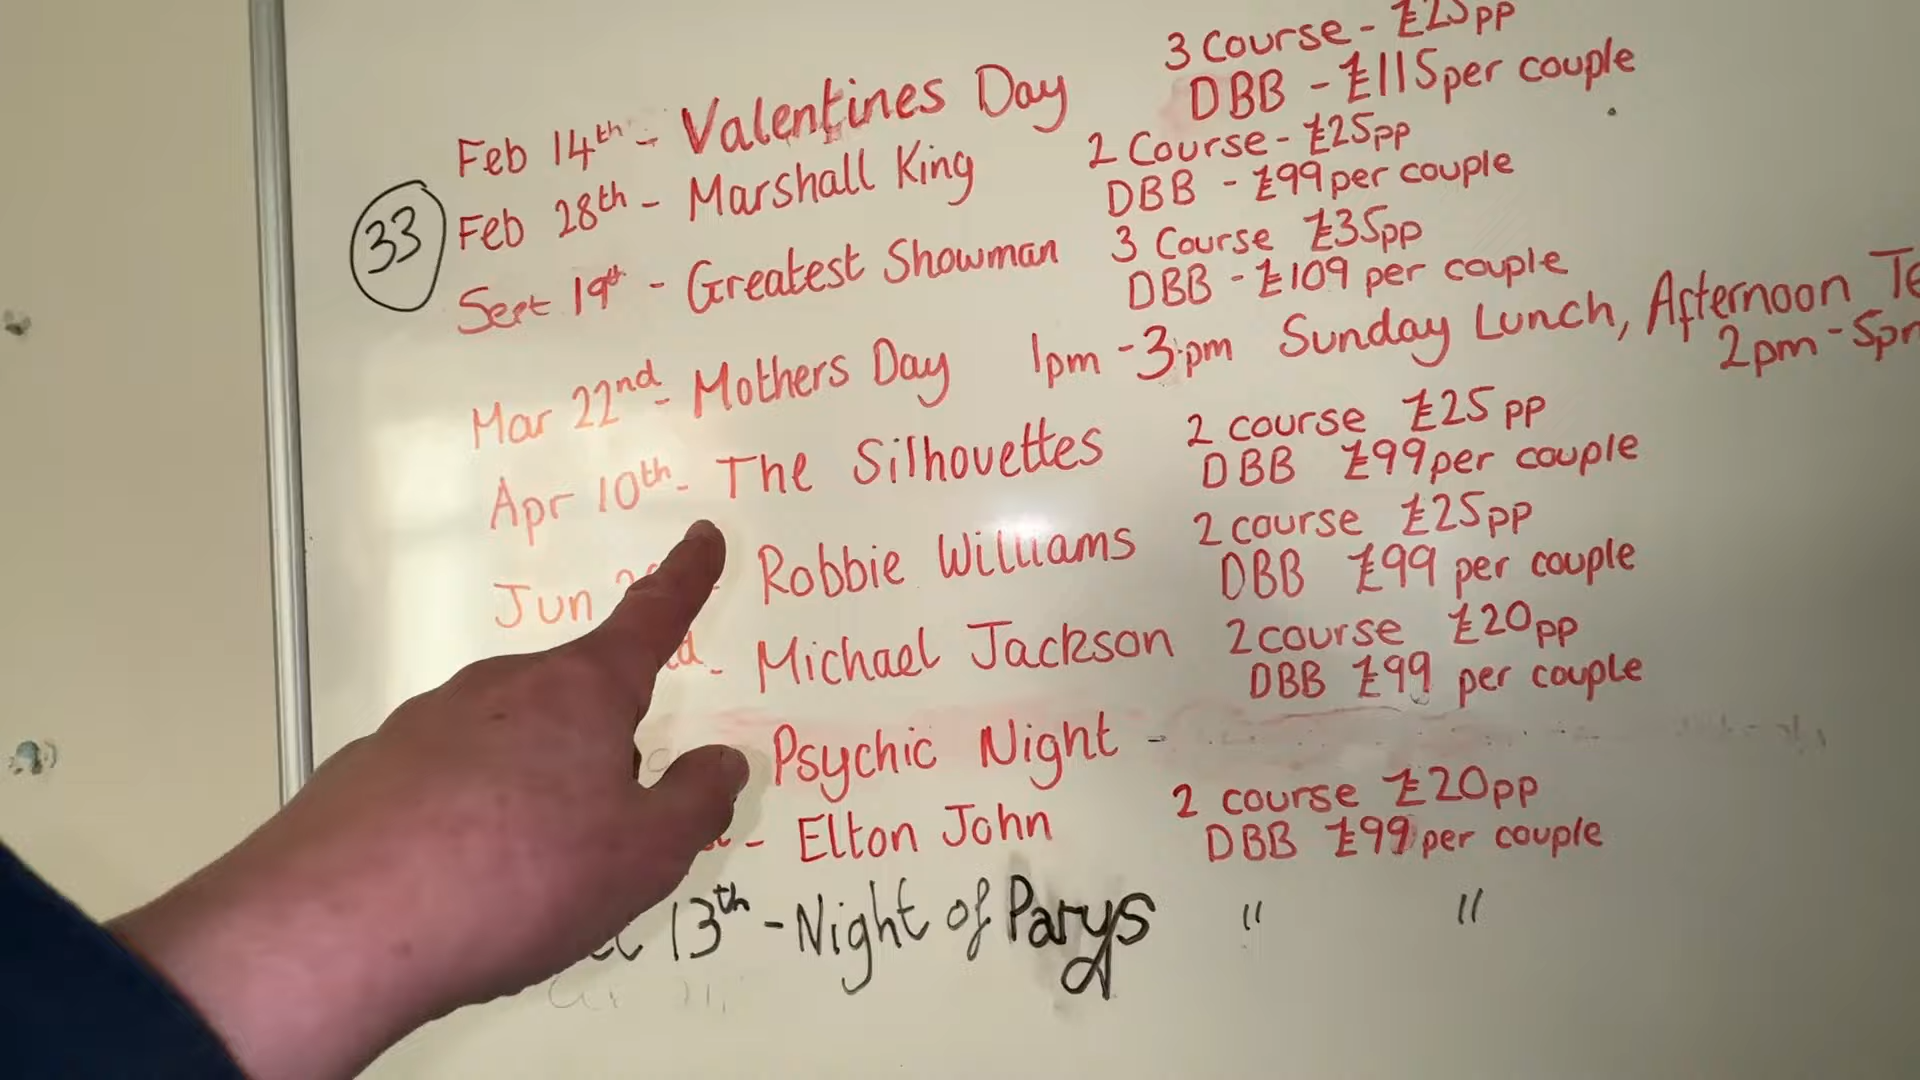 3 Course - £25pp
Feb 14th - Valentines Day DBB - £115 per couple
33
Feb 28th - Marshall King 2 Course - £25pp
DBB - £99 per couple
Sept 19th - Greatest Showman 3 Course £35pp
DBB - £109 per couple
Mar 22nd - Mothers Day 1pm - 3pm Sunday Lunch, Afternoon
2pm - 5pm
Apr 10th - The Silhouettes 2 course £25 pp
DBB £99 per couple
Jun - Robbie Williams 2 course £25pp
DBB £99 per couple
- Michael Jackson 2 course £20pp
DBB £99 per couple
Psychic Night -
- Elton John 2 course £20pp
DBB £99 per couple
13th - Night of Parys " "